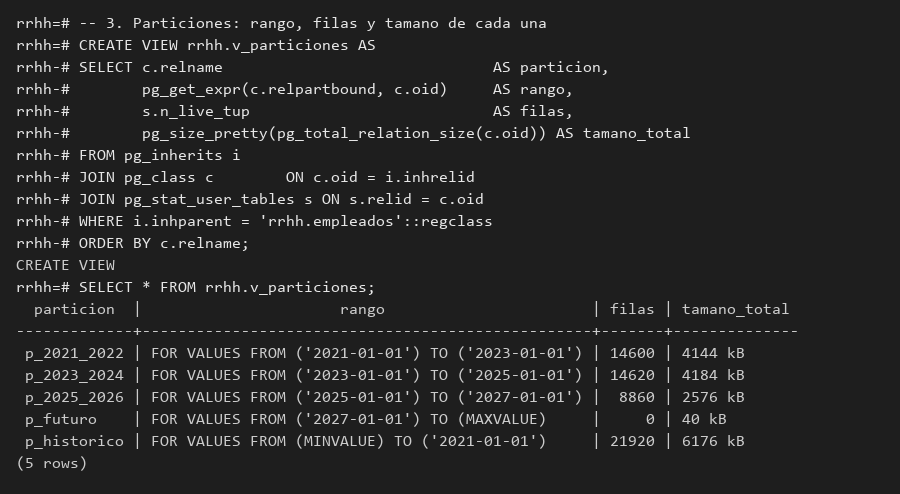 rrhh=# -- 3. Particiones: rango, filas y tamano de cada una
rrhh=# CREATE VIEW rrhh.v_particiones AS
rrhh-# SELECT c.relname                              AS particion,
rrhh-#        pg_get_expr(c.relpartbound, c.oid)     AS rango,
rrhh-#        s.n_live_tup                           AS filas,
rrhh-#        pg_size_pretty(pg_total_relation_size(c.oid)) AS tamano_total
rrhh-# FROM pg_inherits i
rrhh-# JOIN pg_class c        ON c.oid = i.inhrelid
rrhh-# JOIN pg_stat_user_tables s ON s.relid = c.oid
rrhh-# WHERE i.inhparent = 'rrhh.empleados'::regclass
rrhh-# ORDER BY c.relname;
CREATE VIEW
rrhh=# SELECT * FROM rrhh.v_particiones;
  particion  |                      rango                       | filas | tamano_total
-------------+--------------------------------------------------+-------+--------------
 p_2021_2022 | FOR VALUES FROM ('2021-01-01') TO ('2023-01-01') | 14600 | 4144 kB
 p_2023_2024 | FOR VALUES FROM ('2023-01-01') TO ('2025-01-01') | 14620 | 4184 kB
 p_2025_2026 | FOR VALUES FROM ('2025-01-01') TO ('2027-01-01') |  8860 | 2576 kB
 p_futuro    | FOR VALUES FROM ('2027-01-01') TO (MAXVALUE)     |     0 | 40 kB
 p_historico | FOR VALUES FROM (MINVALUE) TO ('2021-01-01')     | 21920 | 6176 kB
(5 rows)